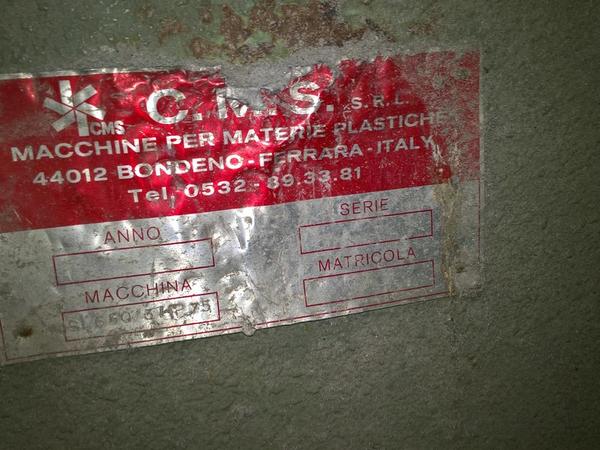 CMS
C.M.S. S.R.L.
MACCHINE PER MATERIE PLASTICHE
44012 BONDENO - FERRARA - ITALY
Tel. 0532 - 89.33.81
ANNO
SERIE
MACCHINA
MATRICOLA